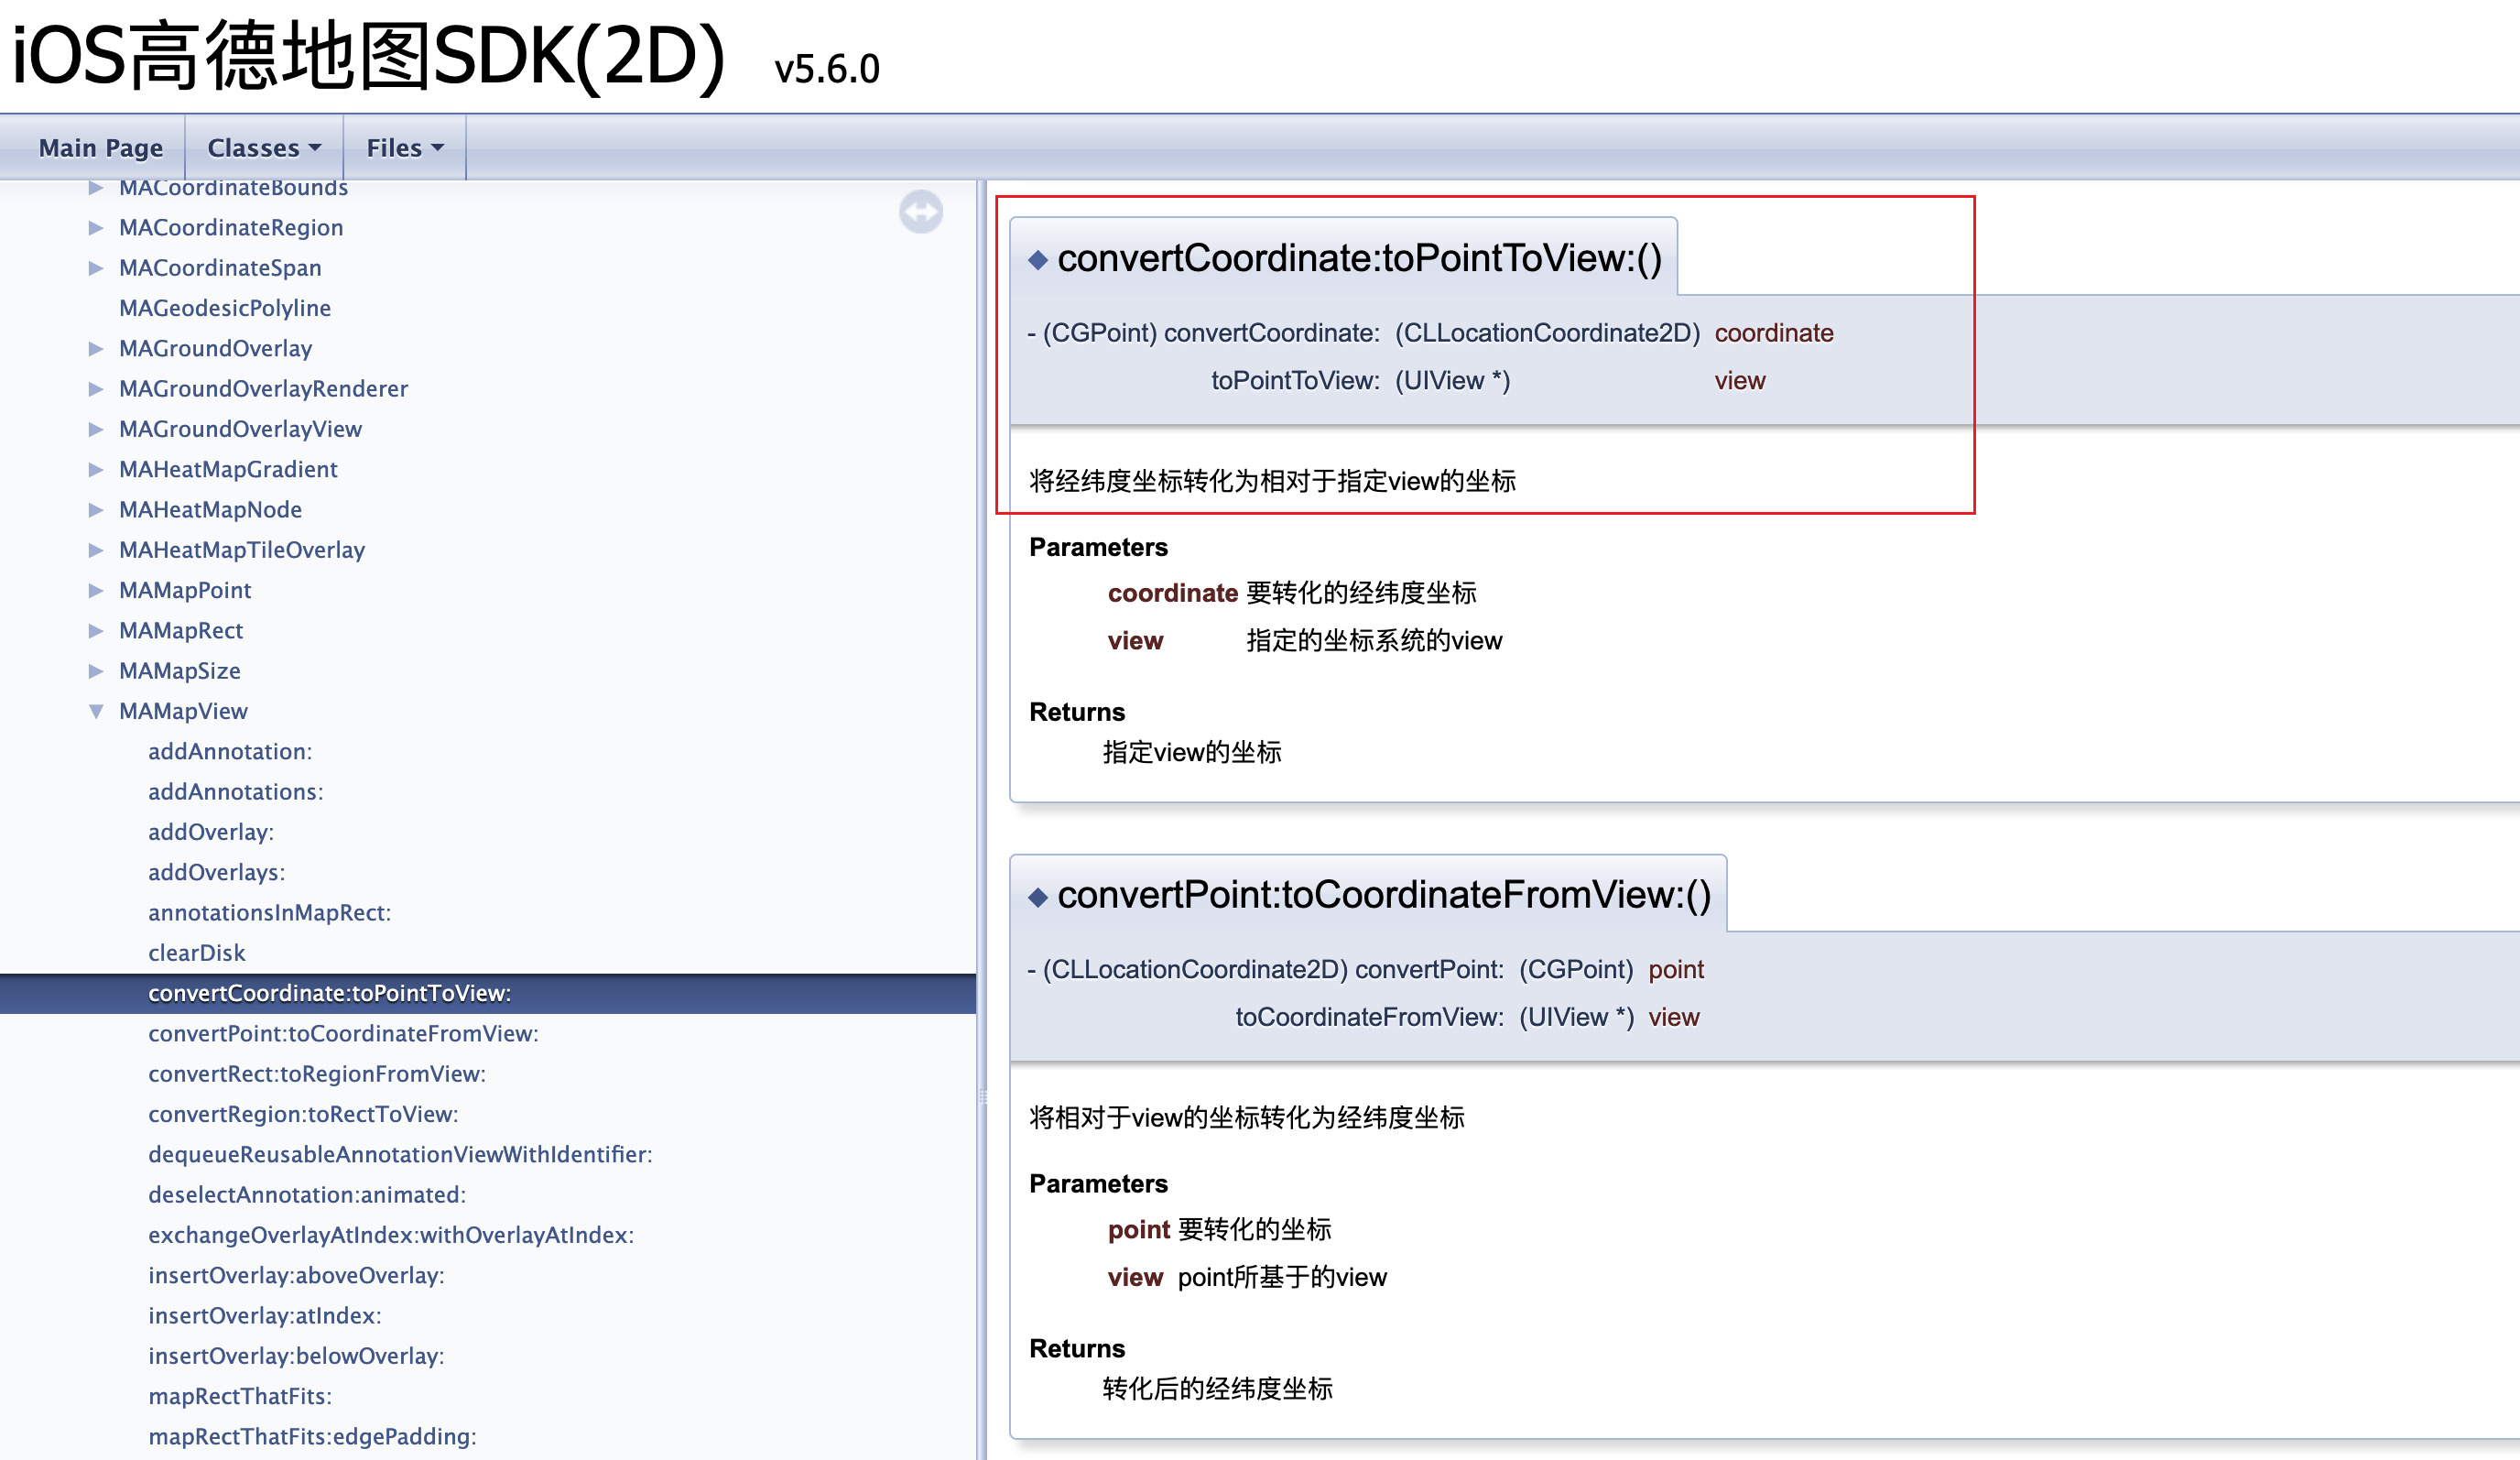 iOS高德地图SDK(2D) v5.6.0
Main Page Classes Files
MACoordinateBounds
MACoordinateRegion
MACoordinateSpan
MAGeodesicPolyline
MAGroundOverlay
MAGroundOverlayRenderer
MAGroundOverlayView
MAHeatMapGradient
MAHeatMapNode
MAHeatMapTileOverlay
MAMapPoint
MAMapRect
MAMapSize
MAMapView
addAnnotation:
addAnnotations:
addOverlay:
addOverlays:
annotationsInMapRect:
clearDisk
convertCoordinate:toPointToView:
convertPoint:toCoordinateFromView:
convertRect:toRegionFromView:
convertRegion:toRectToView:
dequeueReusableAnnotationViewWithIdentifier:
deselectAnnotation:animated:
exchangeOverlayAtIndex:withOverlayAtIndex:
insertOverlay:aboveOverlay:
insertOverlay:atIndex:
insertOverlay:belowOverlay:
mapRectThatFits:
mapRectThatFits:edgePadding:
◆ convertCoordinate:toPointToView:()
- (CGPoint) convertCoordinate: (CLLocationCoordinate2D) coordinate
toPointToView: (UIView *) view
将经纬度坐标转化为相对于指定view的坐标
Parameters
coordinate 要转化的经纬度坐标
view 指定的坐标系统的view
Returns
指定view的坐标
◆ convertPoint:toCoordinateFromView:()
- (CLLocationCoordinate2D) convertPoint: (CGPoint) point
toCoordinateFromView: (UIView *) view
将相对于view的坐标转化为经纬度坐标
Parameters
point 要转化的坐标
view point所基于的view
Returns
转化后的经纬度坐标